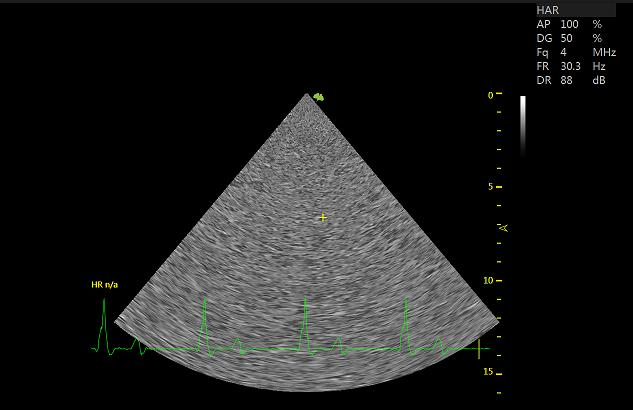 HAR
AP 100 %
DG 50 %
Fq 4 MHz
FR 30.3 Hz
DR 88 dB
0
5
10
15
HR n/a